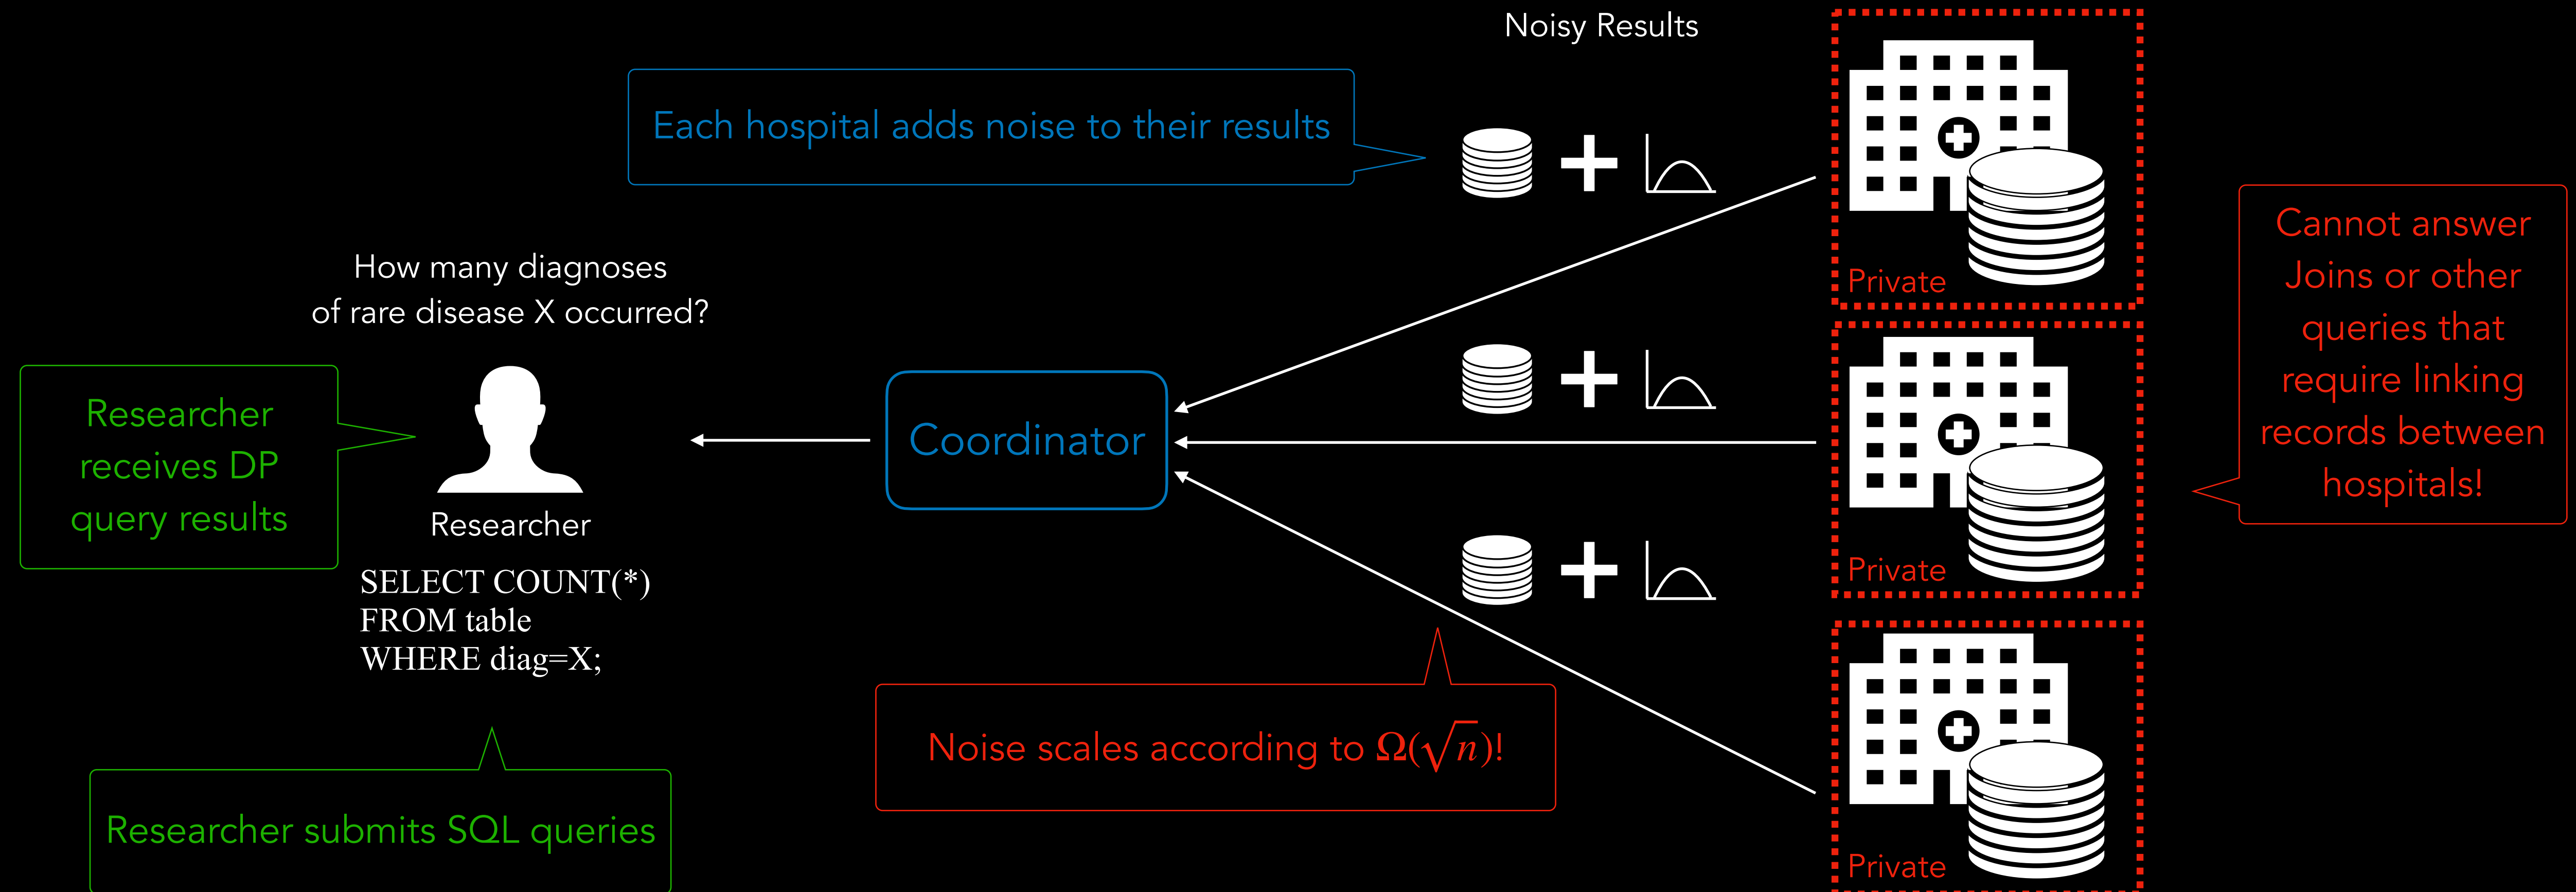 Noisy Results
Each hospital adds noise to their results
How many diagnoses
of rare disease X occurred?
Researcher
receives DP
query results
Researcher
SELECT COUNT(*)
FROM table
WHERE diag=X;
Researcher submits SQL queries
Coordinator
Noise scales according to Ω(√n)!
Private
Private
Private
Cannot answer
Joins or other
queries that
require linking
records between
hospitals!